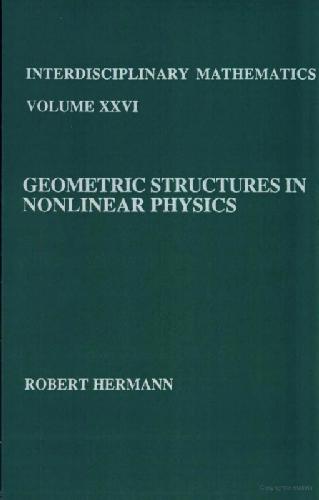 INTERDISCIPLINARY MATHEMATICS
VOLUME XXVI
GEOMETRIC STRUCTURES IN
NONLINEAR PHYSICS
ROBERT HERMANN